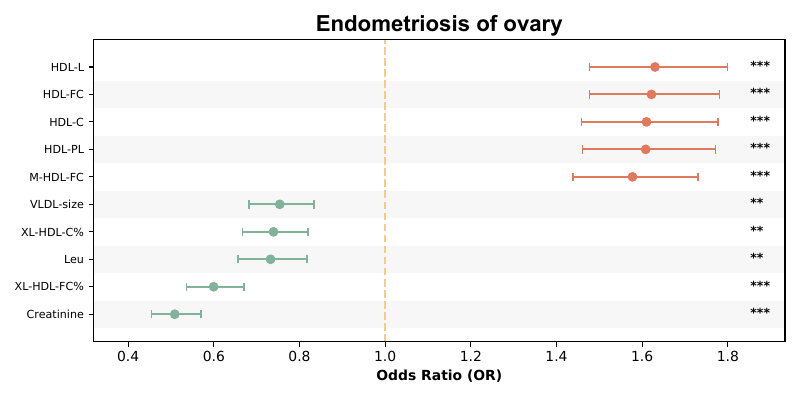 Endometriosis of ovary
HDL-L ***
HDL-FC ***
HDL-C ***
HDL-PL ***
M-HDL-FC ***
VLDL-size **
XL-HDL-C% **
Leu **
XL-HDL-FC% ***
Creatinine ***
0.4 0.6 0.8 1.0 1.2 1.4 1.6 1.8
Odds Ratio (OR)